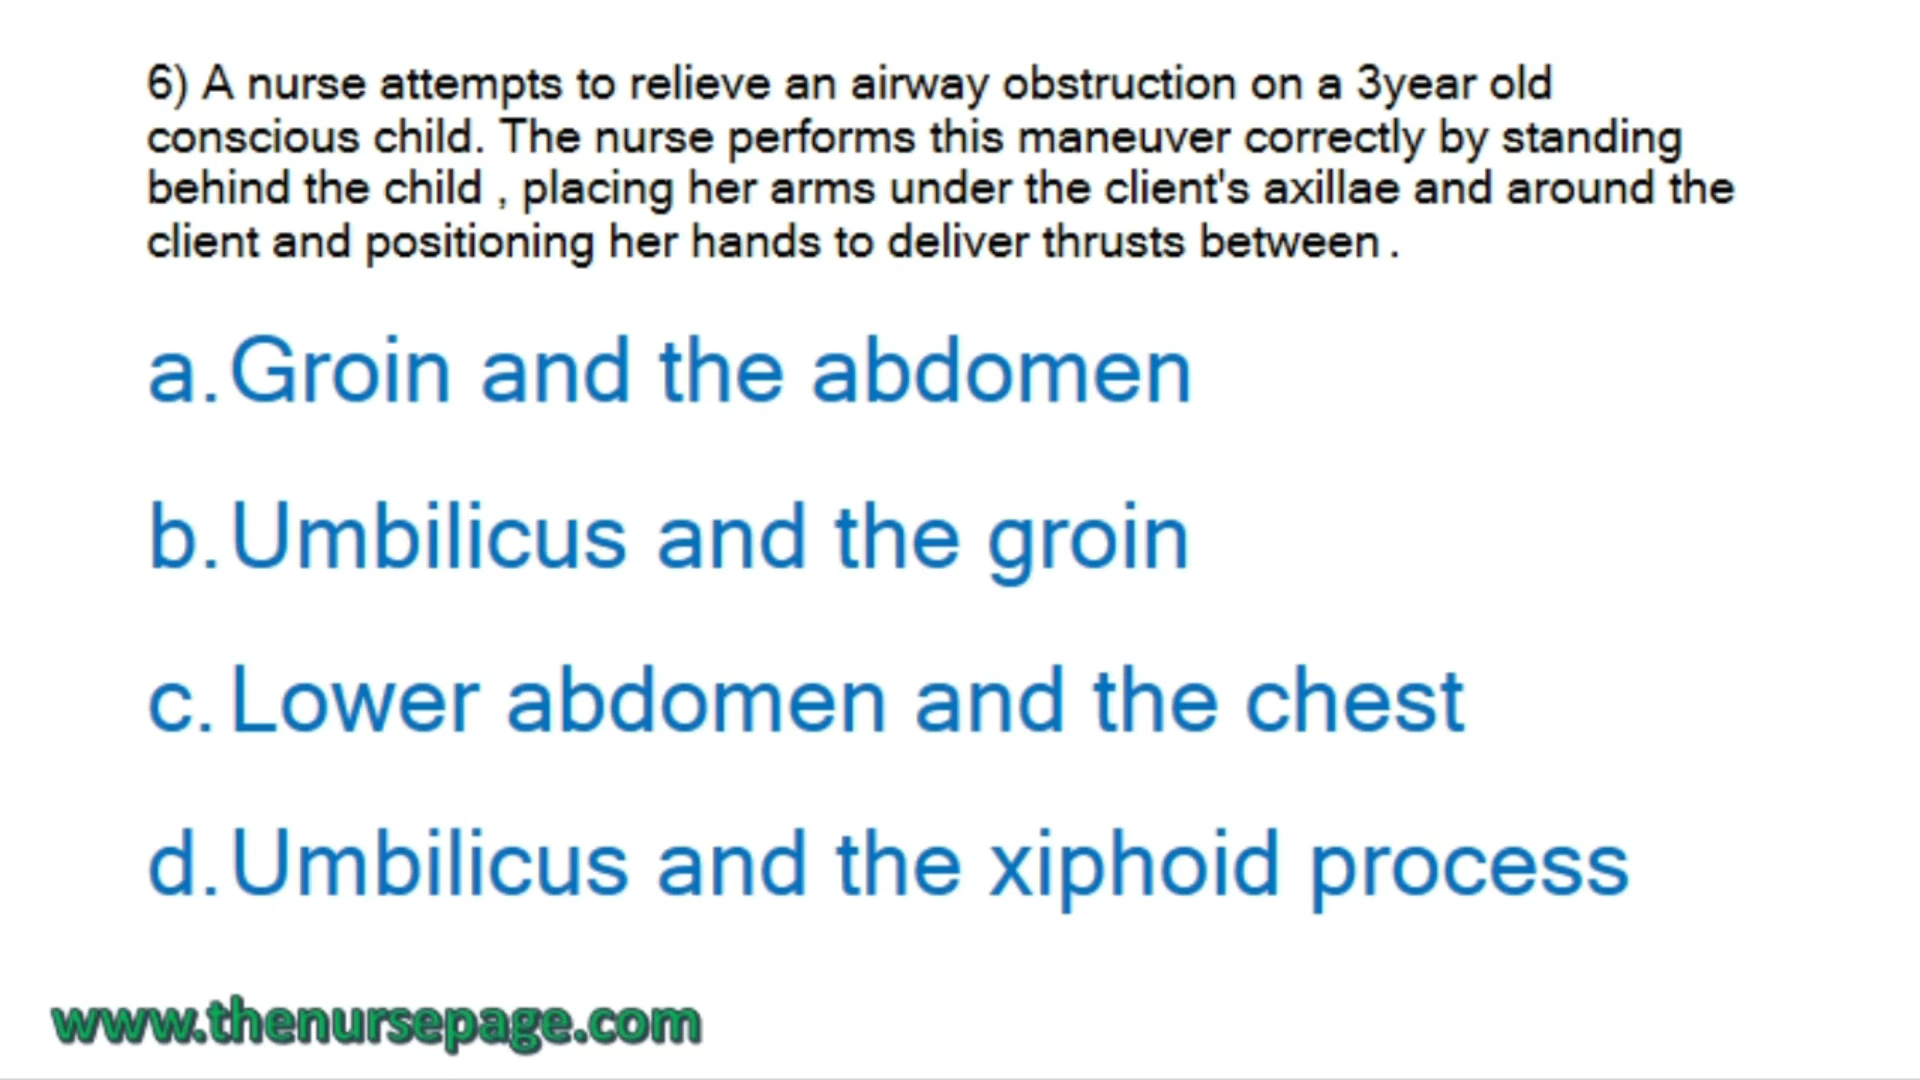 6) A nurse attempts to relieve an airway obstruction on a 3year old
conscious child. The nurse performs this maneuver correctly by standing
behind the child , placing her arms under the client's axillae and around the
client and positioning her hands to deliver thrusts between .
a. Groin and the abdomen
b. Umbilicus and the groin
c. Lower abdomen and the chest
d. Umbilicus and the xiphoid process
www.thenursepage.com